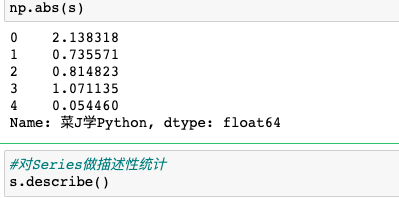 np.abs(s)
0    2.138318
1    0.735571
2    0.814823
3    1.071135
4    0.054460
Name: 菜J学Python, dtype: float64
#对Series做描述性统计
s.describe()